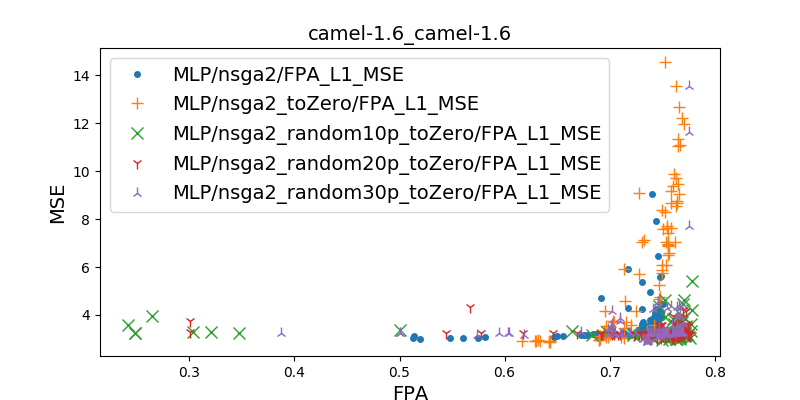 camel-1.6_camel-1.6
MLP/nsga2/FPA_L1_MSE
MLP/nsga2_toZero/FPA_L1_MSE
MLP/nsga2_random10p_toZero/FPA_L1_MSE
MLP/nsga2_random20p_toZero/FPA_L1_MSE
MLP/nsga2_random30p_toZero/FPA_L1_MSE
MSE
14
12
10
8
6
4
0.3
0.4
0.5
0.6
0.7
0.8
FPA